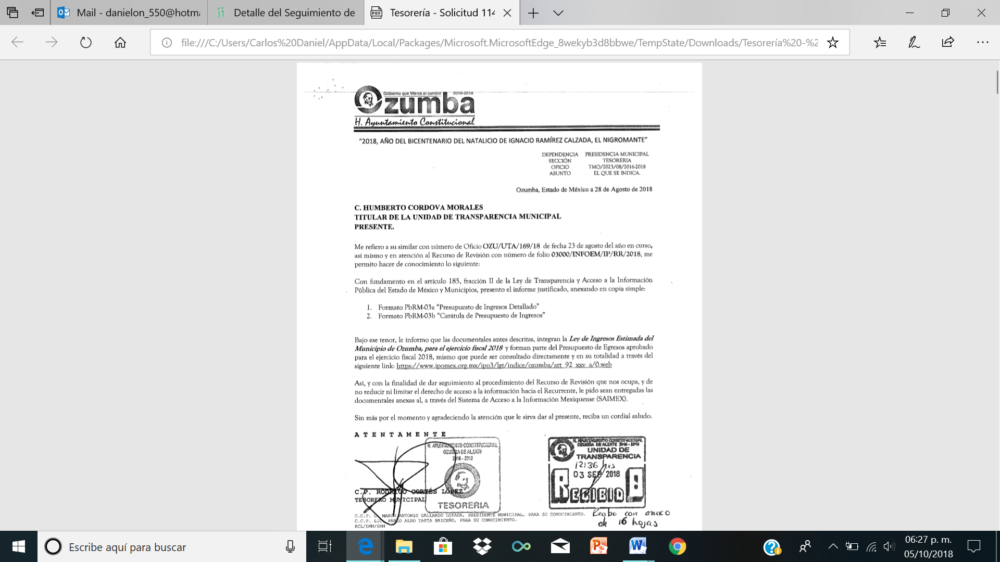 Mail - danielon_550@hotma
Detalle del Seguimiento de
Tesorería - Solicitud 114
file:///C:/Users/Carlos%20Daniel/AppData/Local/Packages/Microsoft.MicrosoftEdge_8wekyb3d8bbwe/TempState/Downloads/Tesorería%20-%2
Gobierno que Marca el cambio 2016-2018
Ozumba
H. Ayuntamiento Constitucional
"2018, AÑO DEL BICENTENARIO DEL NATALICIO DE IGNACIO RAMÍREZ CALZADA, EL NIGROMANTE"
DEPENDENCIA PRESIDENCIA MUNICIPAL
SECCIÓN TESORERIA
OFICIO TMO/2023/08/2016-2018
ASUNTO EL QUE SE INDICA.
Ozumba, Estado de México a 28 de Agosto de 2018
C. HUMBERTO CORDOVA MORALES
TITULAR DE LA UNIDAD DE TRANSPARENCIA MUNICIPAL
PRESENTE.
Me refiero a su similar con número de Oficio OZU/UTA/169/18 de fecha 23 de agosto del año en curso,
así mismo y en atención al Recurso de Revisión con número de folio 03000/INFOEM/IP/RR/2018, me
permito hacer de conocimiento lo siguiente:
Con fundamento en el artículo 185, fracción II de la Ley de Transparencia y Acceso a la Información
Pública del Estado de México y Municipios, presento el informe justificado, anexando en copia simple:
1. Formato PbRM-03a "Presupuesto de Ingresos Detallado"
2. Formato PbRM-03b "Carátula de Presupuesto de Ingresos"
Bajo ese tenor, le informo que las documentales antes descritas, integran la Ley de Ingresos Estimada del
Municipio de Ozumba, para el ejercicio fiscal 2018 y forman parte del Presupuesto de Egresos aprobado
para el ejercicio fiscal 2018, mismo que puede ser consultado directamente y en su totalidad a través del
siguiente link: https://www.ipomex.org.mx/ipo3/lgt/indice/ozumba/art_92_xxv_a/0.web
Así, y con la finalidad de dar seguimiento al procedimiento del Recurso de Revisión que nos ocupa, y de
no reducir ni limitar el derecho de acceso a la información hacia el Recurrente, le pido sean entregadas las
documentales anexas al, a través del Sistema de Acceso a la Información Mexiquense (SAIMEX).
Sin más por el momento y agradeciendo la atención que le sirva dar al presente, reciba un cordial saludo.
A T E N T A M E N T E
H. AYUNTAMIENTO CONSTITUCIONAL
OZUMBA DE ALZATE
2016 - 2018
TESORERIA
C.P. RODRIGO CORTÉS LOPEZ
TESORERO MUNICIPAL
H. AYUNTAMIENTO CONSTITUCIONAL
OZUMBA DE ALZATE 2016 - 2018
UNIDAD DE
TRANSPARENCIA
12:36 hrs
03 SEP 2018
RECIBIDO
Recibo con anexo
de 16 hojas
C.C.P. C. MARCO ANTONIO GALLARDO LOZADA, PRESIDENTE MUNICIPAL, PARA SU CONOCIMIENTO.
C.C.P. LIC. PABLO ALDO TAPIA BRICEÑO, PARA SU CONOCIMIENTO.
RCL/LMM/GRM
Escribe aquí para buscar
06:27 p. m.
05/10/2018